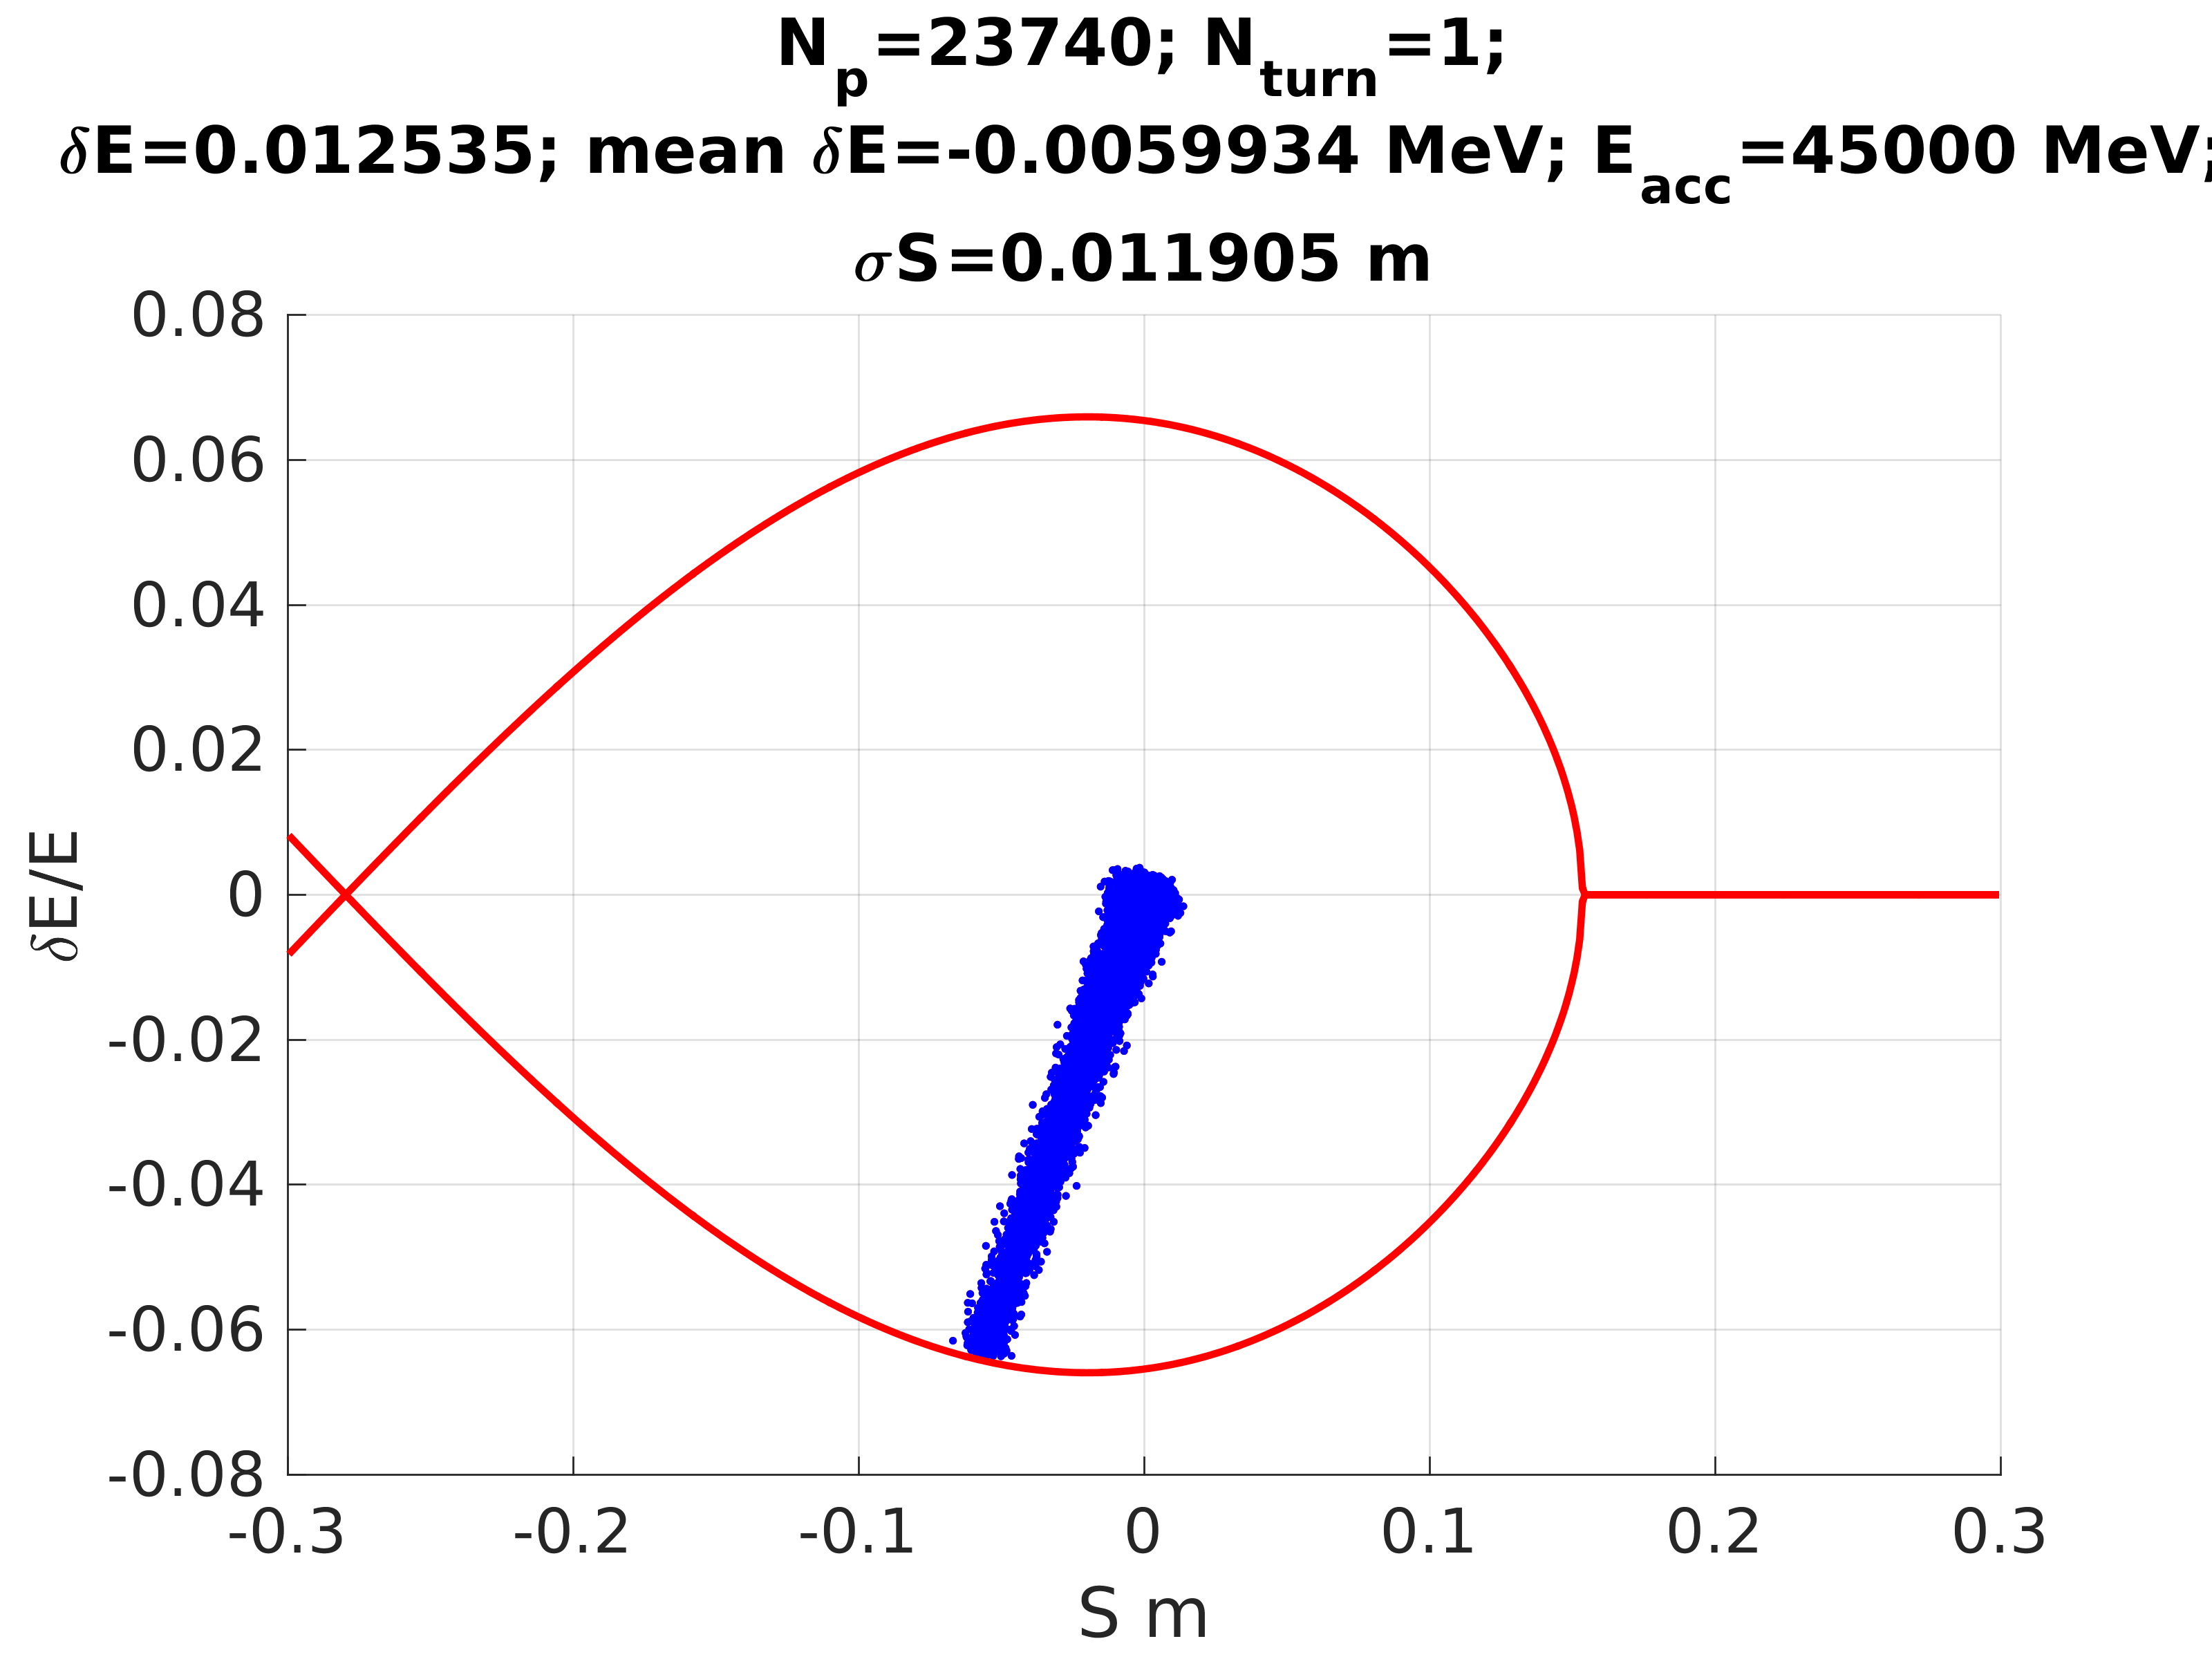 Np=23740; Nturn=1;
δE=0.012535; mean δE=-0.0059934 MeV; Eacc=45000 MeV;
σS=0.011905 m
0.08
0.06
0.04
0.02
0
-0.02
-0.04
-0.06
-0.08
δE/E
-0.3 -0.2 -0.1 0 0.1 0.2 0.3
S m